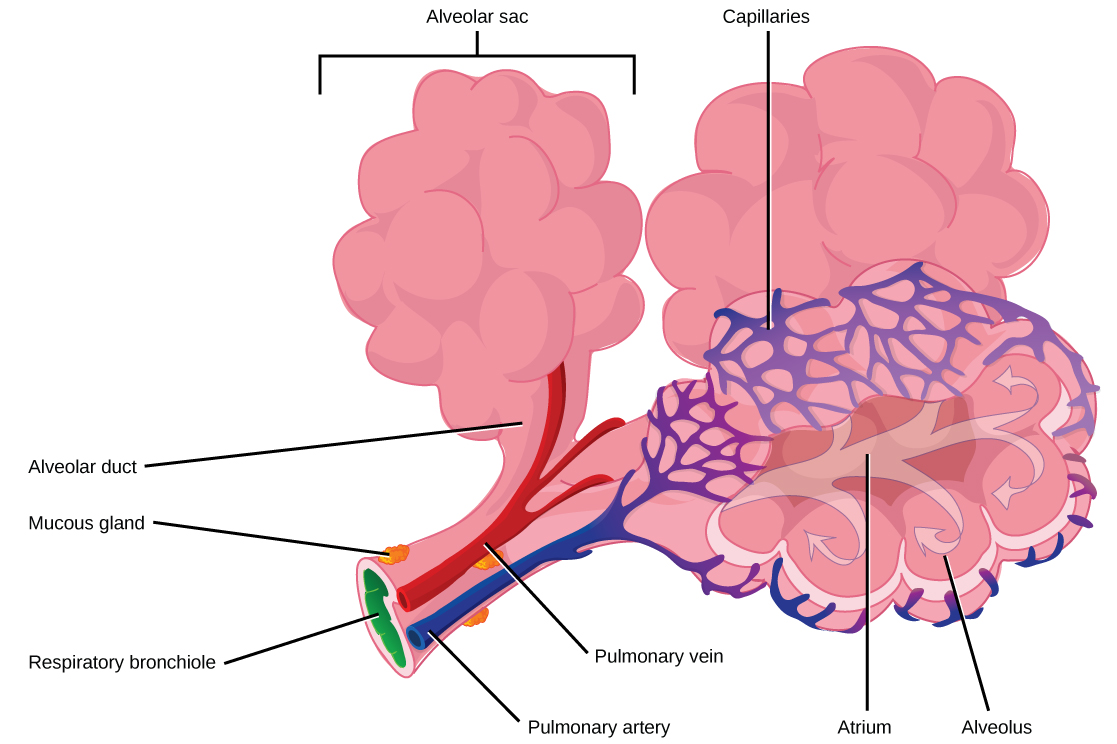 Alveolar sac
Capillaries
Alveolar duct
Mucous gland
Respiratory bronchiole
Pulmonary vein
Pulmonary artery
Atrium
Alveolus